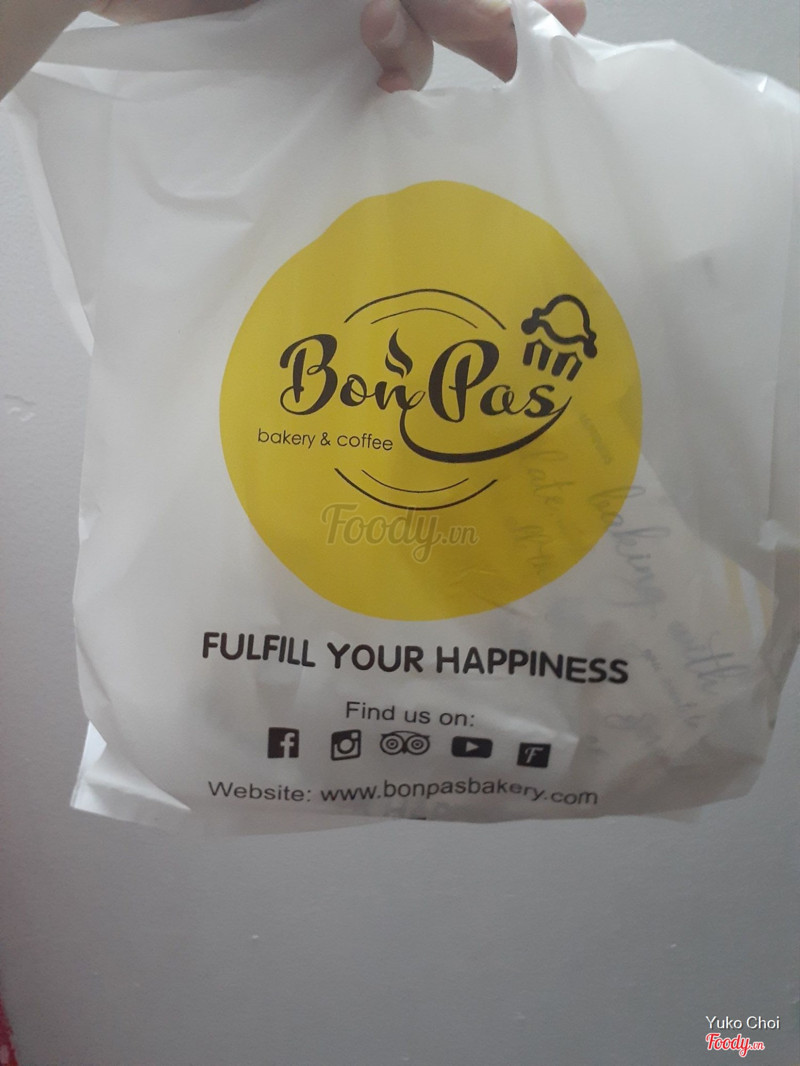 Bon Pas
bakery & coffee
Foody.vn
FULFILL YOUR HAPPINESS
Find us on:
Website: www.bonpasbakery.com
Yuko Choi
Foody.vn